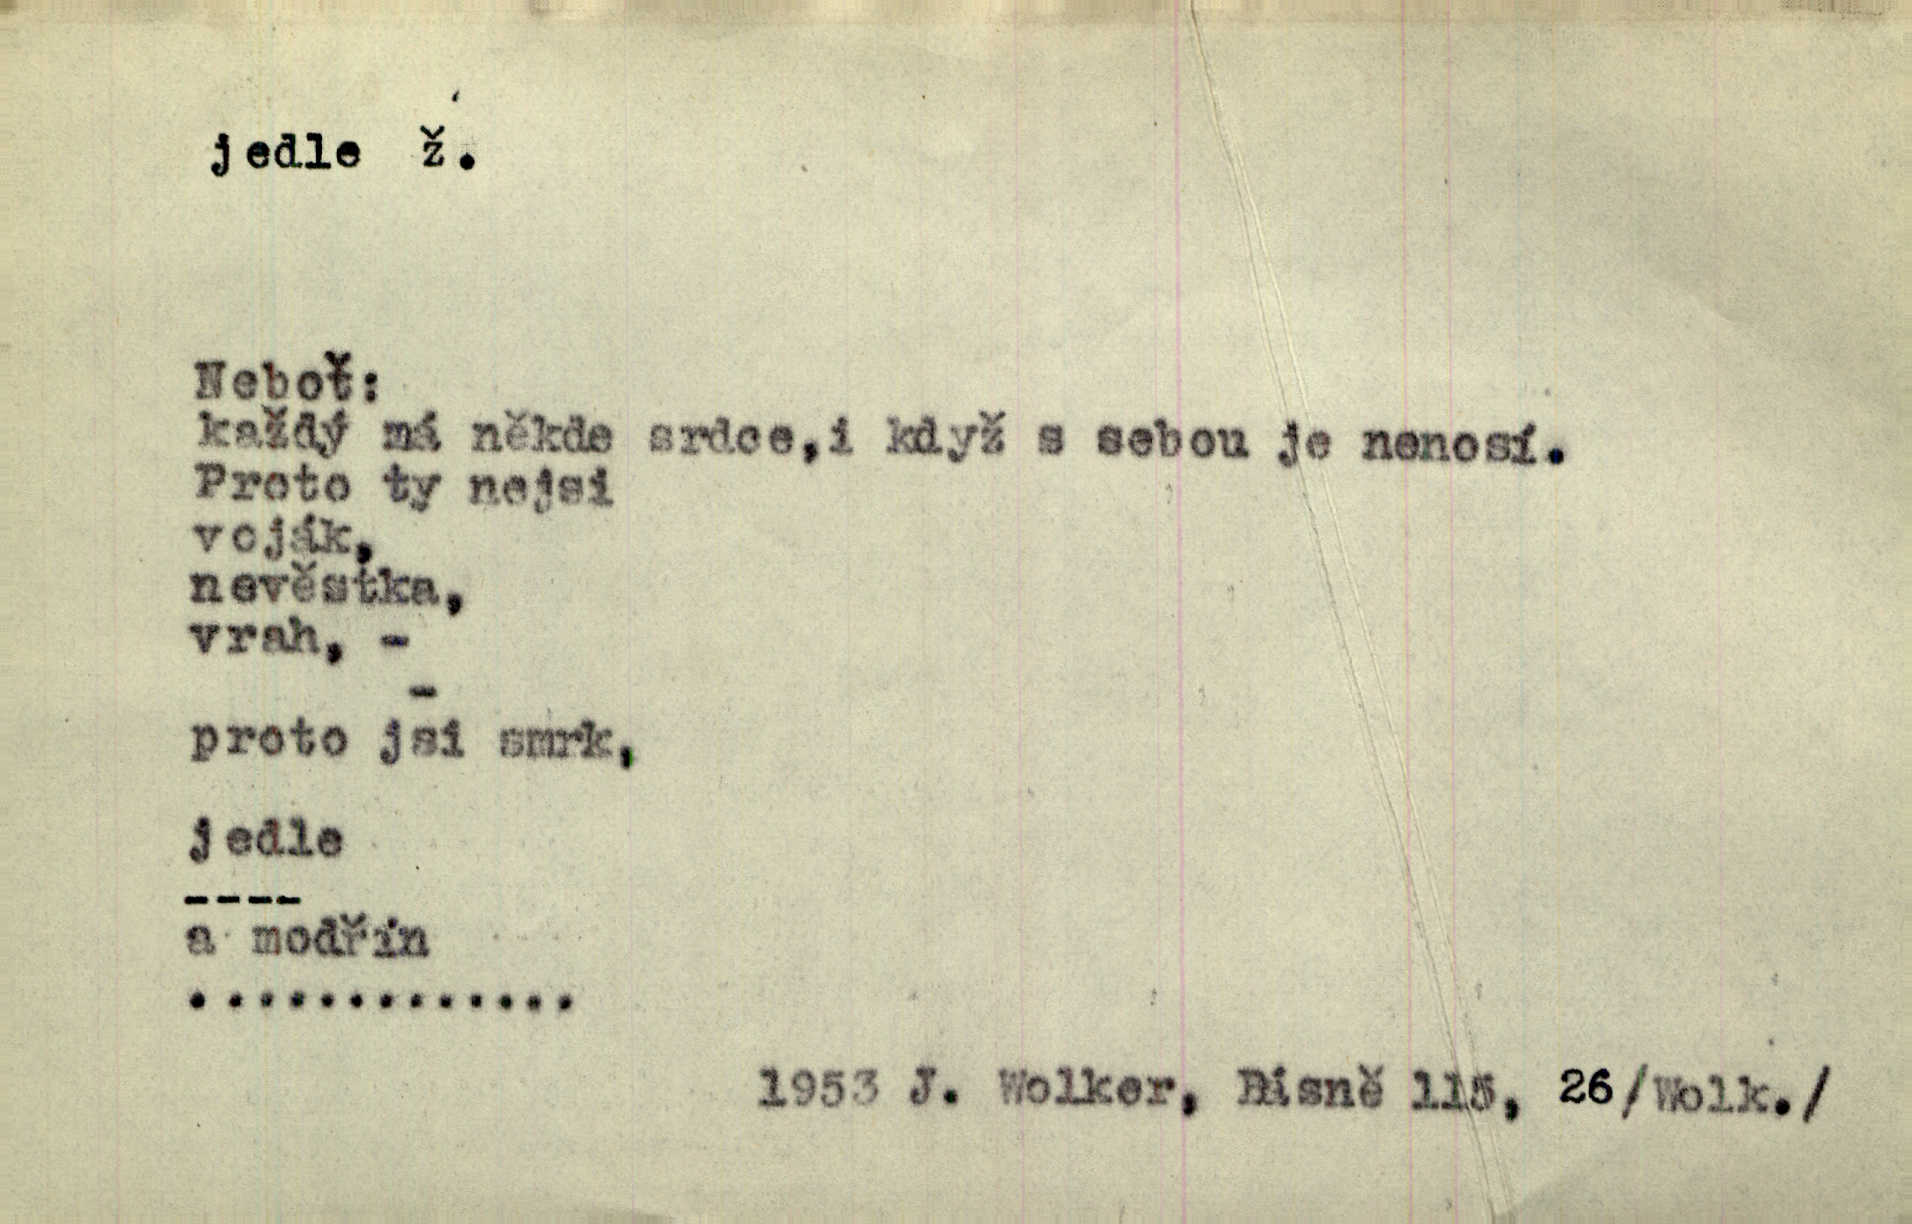 jedle ž.
Neboť:
každý má někde srdce,i když s sebou je nenosí.
Proto ty nejsi
voják,
nevěstka,
vrah, -
-
proto jsi smrk,
jedle
----
a modřín
.............
1953 J. Wolker, Básně 115, 26/Wolk./